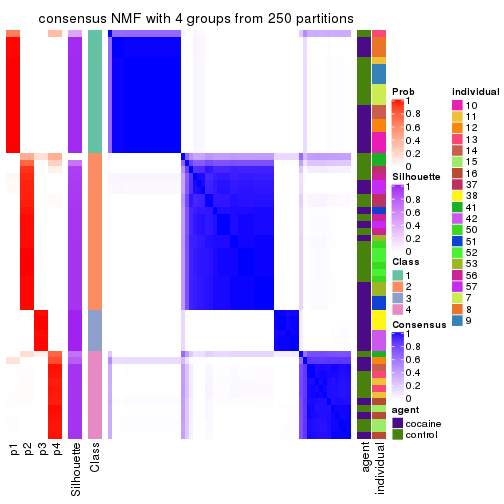 consensus NMF with 4 groups from 250 partitions
Prob
1
0.8
0.6
0.4
0.2
0
Silhouette
1
0.8
0.6
0.4
0.2
0
Class
1
2
3
4
Consensus
1
0.8
0.6
0.4
0.2
0
agent
cocaine
control
individual
10
11
12
13
14
15
16
37
38
41
42
50
51
52
53
56
57
7
8
9
p1
p2
p3
p4
Silhouette
Class
agent
individual